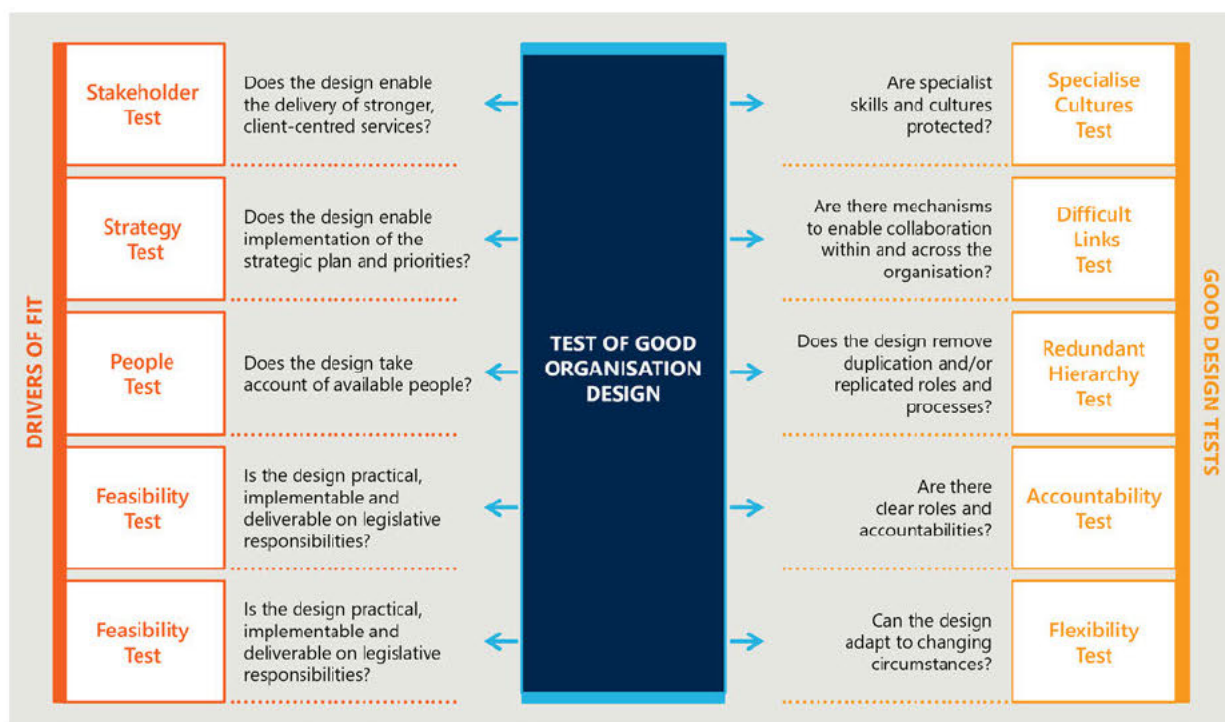 DRIVERS OF FIT
Stakeholder
Test
Does the design enable
the delivery of stronger,
client-centred services?
Strategy
Test
Does the design enable
implementation of the
strategic plan and priorities?
People
Test
Does the design take
account of available people?
Feasibility
Test
Is the design practical,
implementable and
deliverable on legislative
responsibilities?
Feasibility
Test
Is the design practical,
implementable and
deliverable on legislative
responsibilities?
TEST OF GOOD
ORGANISATION
DESIGN
Are specialist
skills and cultures
protected?
Specialise
Cultures
Test
Are there mechanisms
to enable collaboration
within and across the
organisation?
Difficult
Links
Test
Does the design remove
duplication and/or
replicated roles and
processes?
Redundant
Hierarchy
Test
Are there
clear roles and
accountabilities?
Accountability
Test
Can the design
adapt to changing
circumstances?
Flexibility
Test
GOOD DESIGN TESTS